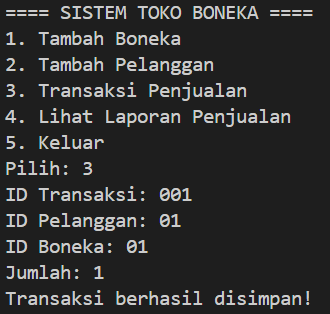 ==== SISTEM TOKO BONEKA ====
1. Tambah Boneka
2. Tambah Pelanggan
3. Transaksi Penjualan
4. Lihat Laporan Penjualan
5. Keluar
Pilih: 3
ID Transaksi: 001
ID Pelanggan: 01
ID Boneka: 01
Jumlah: 1
Transaksi berhasil disimpan!